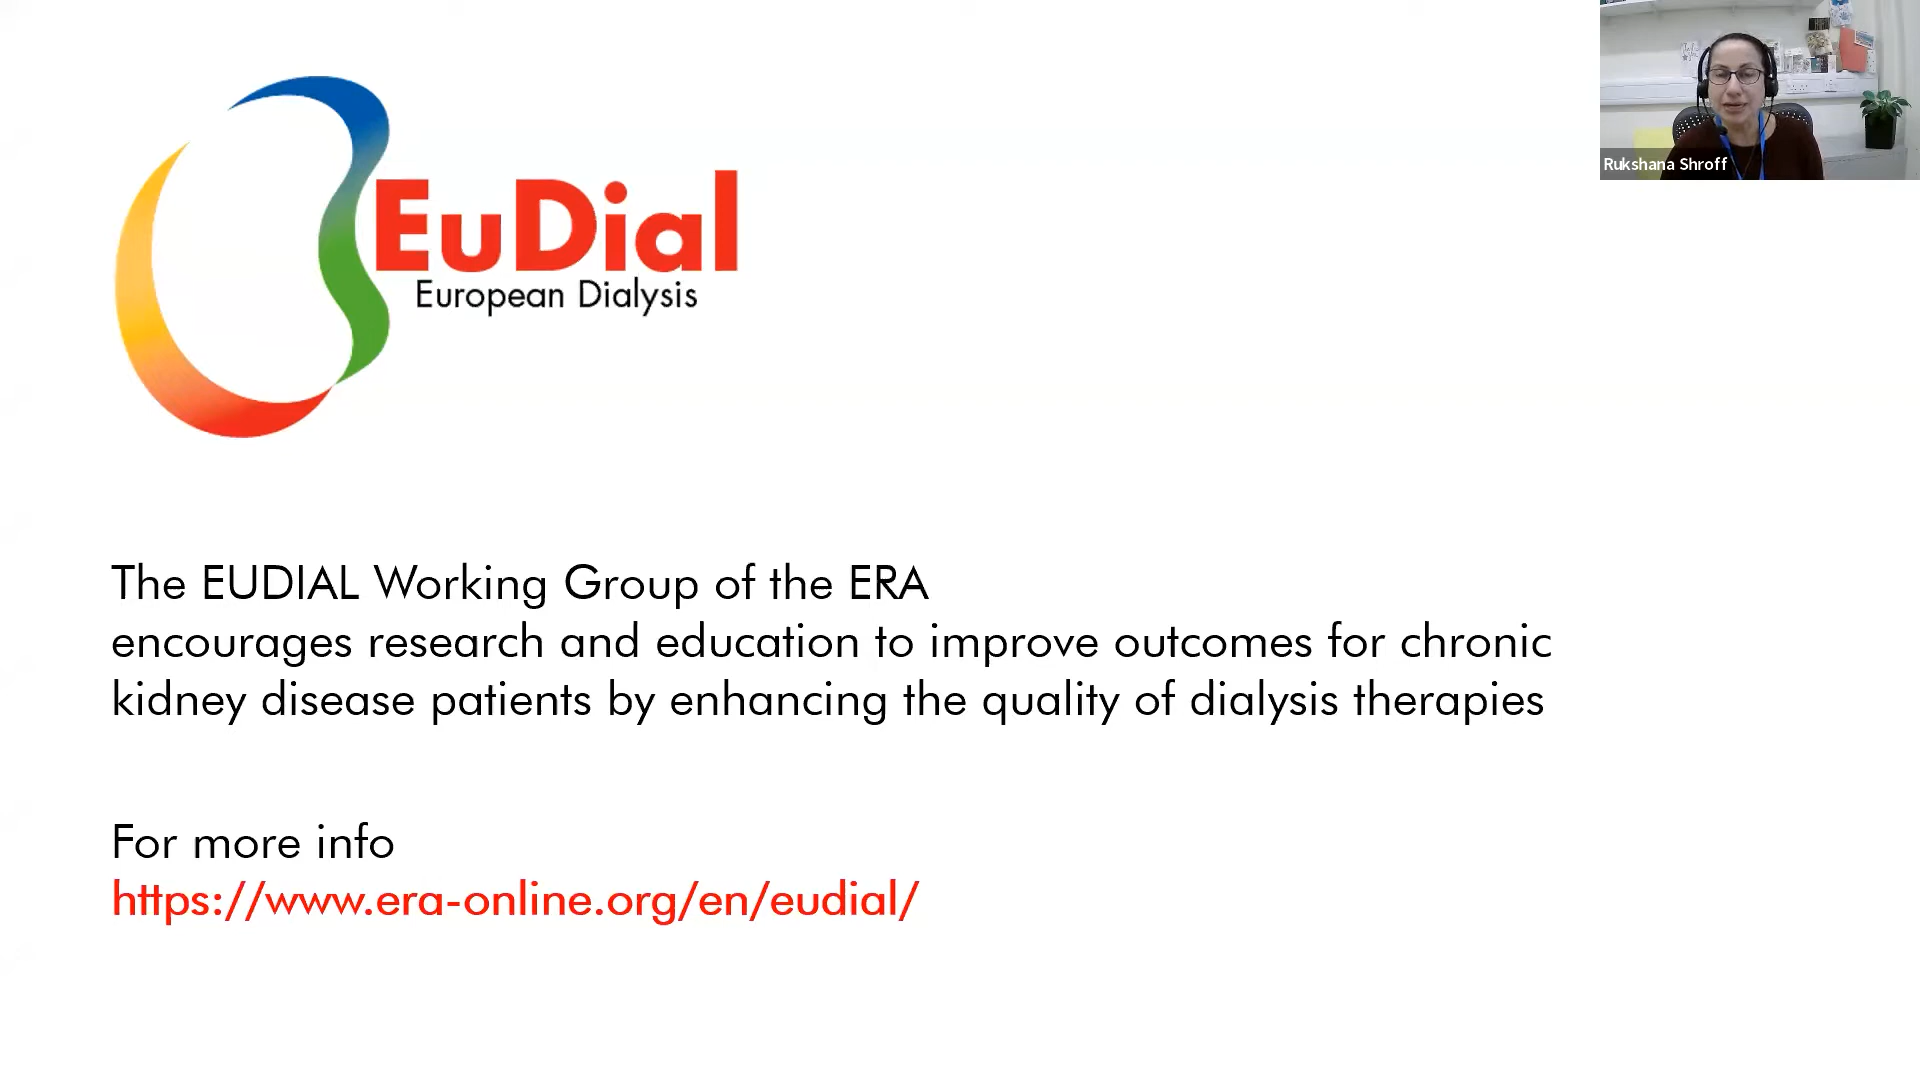 EuDial
European Dialysis
Rukshana Shroff
The EUDIAL Working Group of the ERA
encourages research and education to improve outcomes for chronic
kidney disease patients by enhancing the quality of dialysis therapies
For more info
https://www.era-online.org/en/eudial/